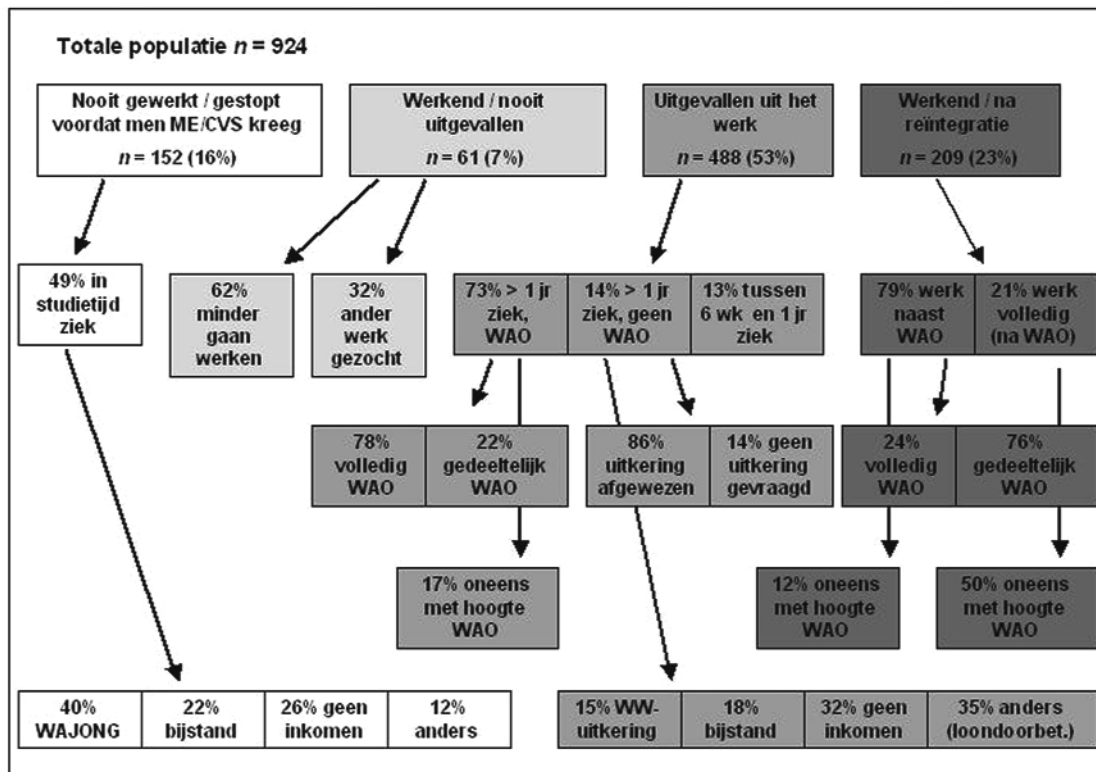 Totale populatie n = 924
Nooit gewerkt / gestopt
voordat men ME/CVS kreeg
n = 152 (16%)
Werkend / nooit
uitgevallen
n = 61 (7%)
Uitgevallen uit het
werk
n = 488 (53%)
Werkend / na
reïntegratie
n = 209 (23%)
49% in
studietijd
ziek
62%
minder
gaan
werken
32%
ander
werk
gezocht
73% > 1 jr
ziek,
WAO
14% > 1 jr
ziek, geen
WAO
13% tussen
6 wk en 1 jr
ziek
79% werk
naast
WAO
21% werk
volledig
(na WAO)
78%
volledig
WAO
22%
gedeeltelijk
WAO
86%
uitkering
afgewezen
14% geen
uitkering
gevraagd
24%
volledig
WAO
76%
gedeeltelijk
WAO
17% oneens
met hoogte
WAO
12% oneens
met hoogte
WAO
50% oneens
met hoogte
WAO
40%
WAJONG
22%
bijstand
26% geen
inkomen
12%
anders
15% WW-
uitkering
18%
bijstand
32% geen
inkomen
35% anders
(loondoorbet.)